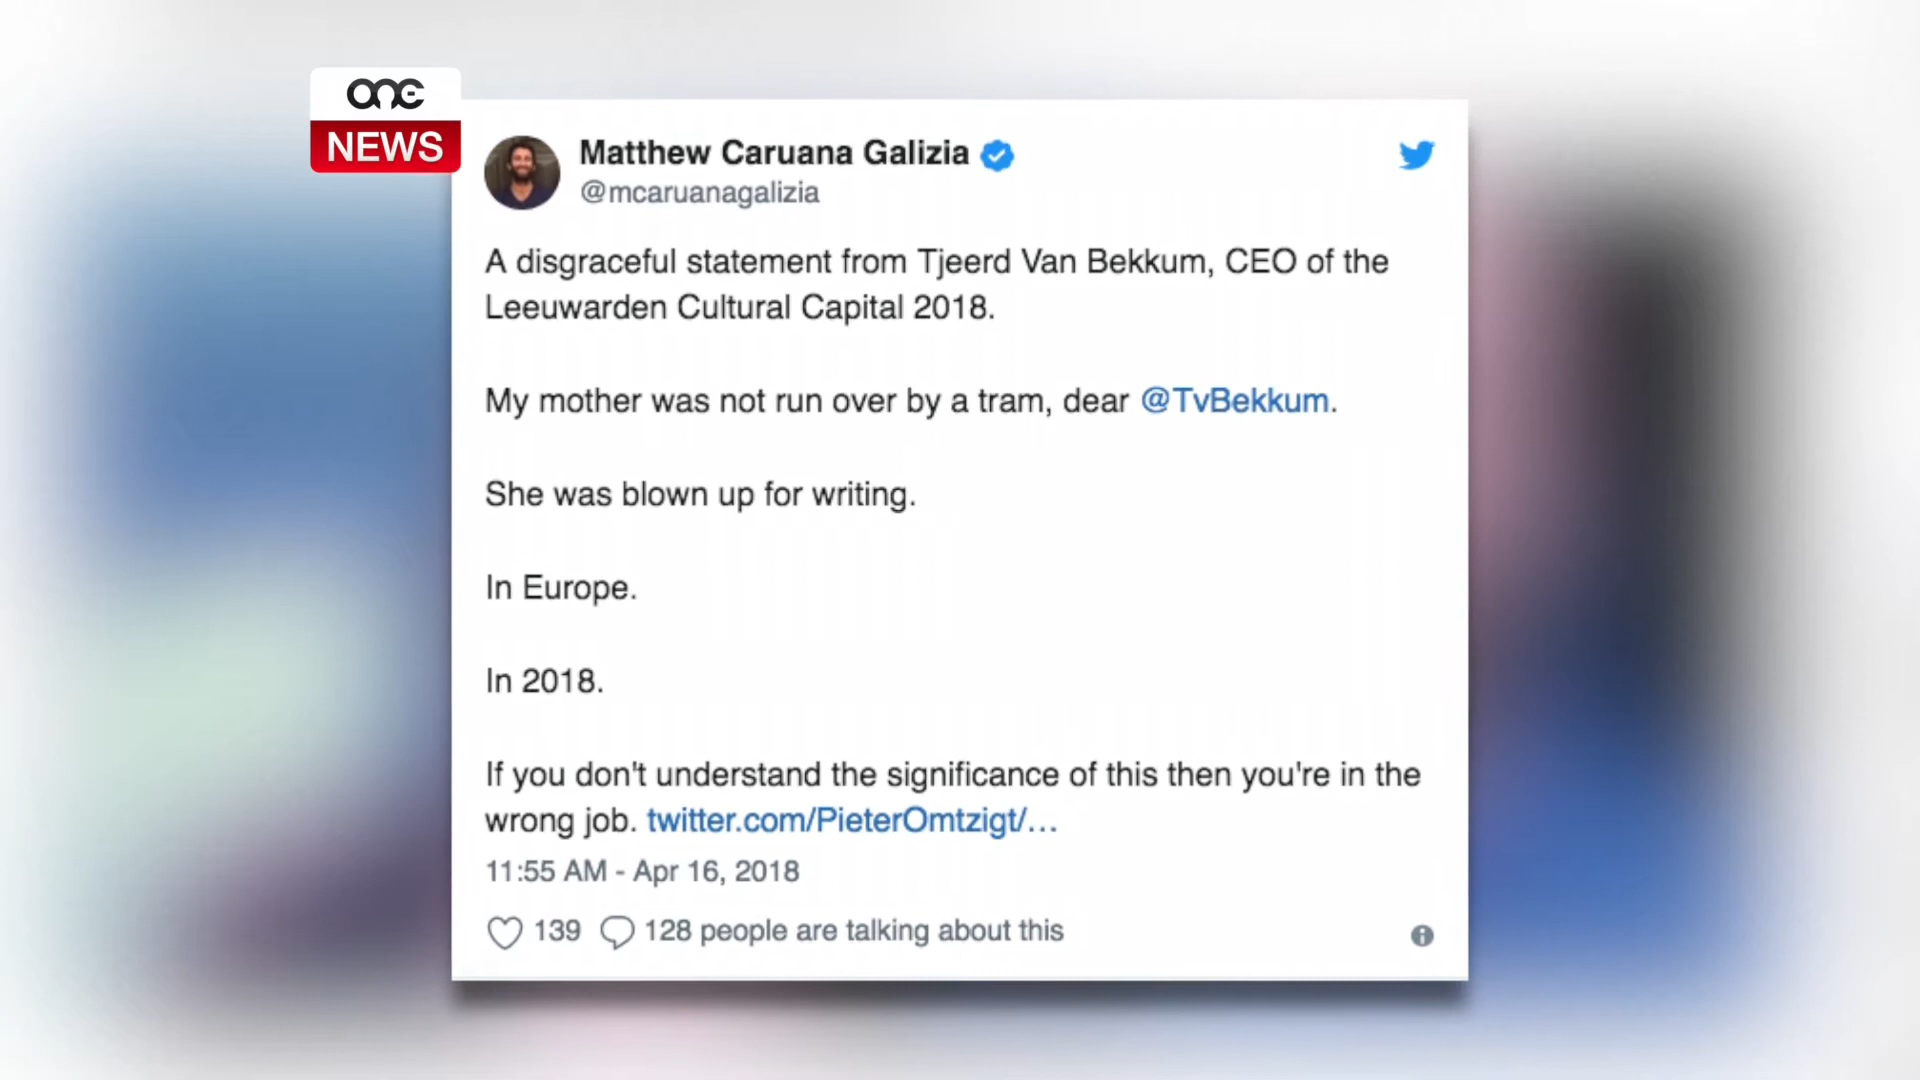 one
NEWS
Matthew Caruana Galizia
@mcaruanagalizia
A disgraceful statement from Tjeerd Van Bekkum, CEO of the
Leeuwarden Cultural Capital 2018.
My mother was not run over by a tram, dear @TvBekkum.
She was blown up for writing.
In Europe.
In 2018.
If you don't understand the significance of this then you're in the
wrong job. twitter.com/PieterOmtzigt/…
11:55 AM - Apr 16, 2018
139 128 people are talking about this